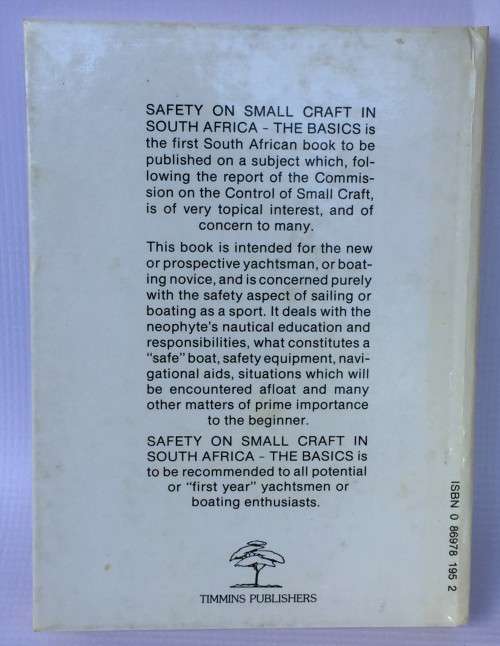 SAFETY ON SMALL CRAFT IN
SOUTH AFRICA – THE BASICS is
the first South African book to be
published on a subject which, fol-
lowing the report of the Commis-
sion on the Control of Small Craft,
is of very topical interest, and of
concern to many.
This book is intended for the new
or prospective yachtsman, or boat-
ing novice, and is concerned purely
with the safety aspect of sailing or
boating as a sport. It deals with the
neophyte's nautical education and
responsibilities, what constitutes a
"safe" boat, safety equipment, navi-
gational aids, situations which will
be encountered afloat and many
other matters of prime importance
to the beginner.
SAFETY ON SMALL CRAFT IN
SOUTH AFRICA – THE BASICS is
to be recommended to all potential
or "first year" yachtsmen or
boating enthusiasts.
TIMMINS PUBLISHERS
ISBN 0 86978 195 2